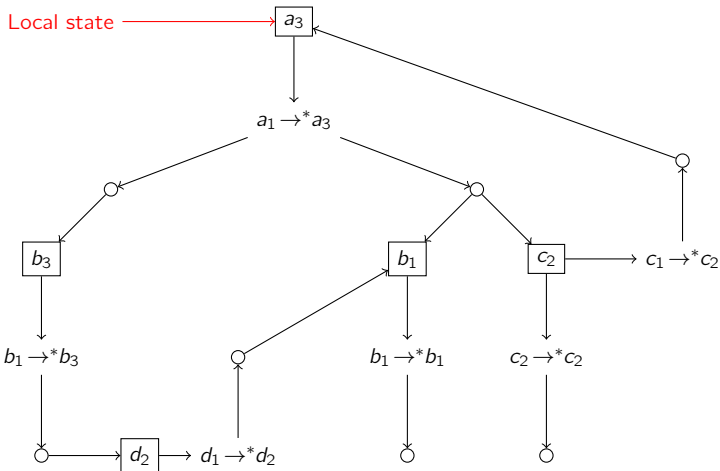 Local state
a₃
a₁ →* a₃
b₃
b₁
c₂
c₁ →* c₂
b₁ →* b₃
b₁ →* b₁
c₂ →* c₂
d₂
d₁ →* d₂